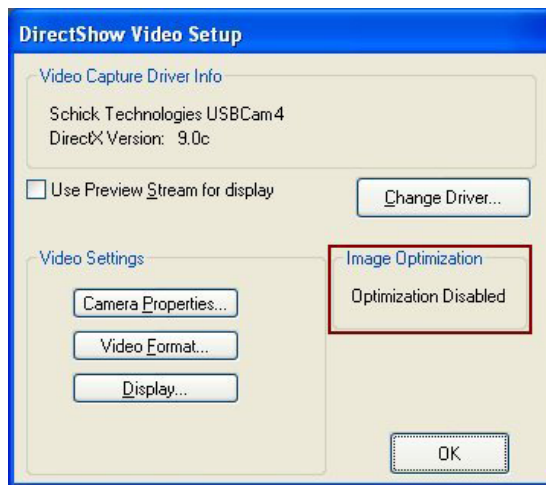 DirectShow Video Setup
Video Capture Driver Info
Schick Technologies USBCam4
DirectX Version: 9.0c
Use Preview Stream for display
Change Driver...
Video Settings
Image Optimization
Camera Properties...
Optimization Disabled
Video Format...
Display...
OK